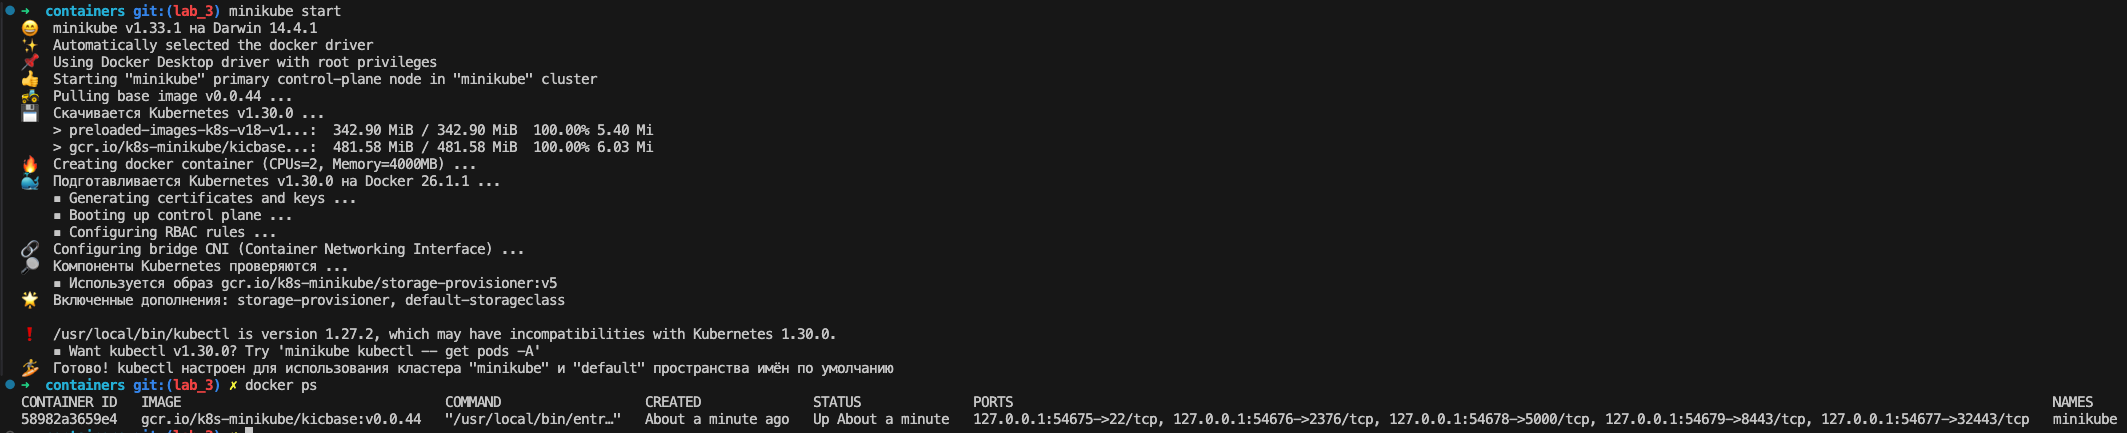 ➜  containers git:(lab_3) minikube start
😄  minikube v1.33.1 на Darwin 14.4.1
✨  Automatically selected the docker driver
📌  Using Docker Desktop driver with root privileges
👍  Starting "minikube" primary control-plane node in "minikube" cluster
🚜  Pulling base image v0.0.44 ...
💾  Скачивается Kubernetes v1.30.0 ...
    > preloaded-images-k8s-v18-v1...:  342.90 MiB / 342.90 MiB  100.00% 5.40 Mi
    > gcr.io/k8s-minikube/kicbase...:  481.58 MiB / 481.58 MiB  100.00% 6.03 Mi
🔥  Creating docker container (CPUs=2, Memory=4000MB) ...
🐳  Подготавливается Kubernetes v1.30.0 на Docker 26.1.1 ...
    ▪ Generating certificates and keys ...
    ▪ Booting up control plane ...
    ▪ Configuring RBAC rules ...
🔗  Configuring bridge CNI (Container Networking Interface) ...
🔎  Компоненты Kubernetes проверяются ...
    ▪ Используется образ gcr.io/k8s-minikube/storage-provisioner:v5
🌟  Включенные дополнения: storage-provisioner, default-storageclass
❗  /usr/local/bin/kubectl is version 1.27.2, which may have incompatibilities with Kubernetes 1.30.0.
    ▪ Want kubectl v1.30.0? Try 'minikube kubectl -- get pods -A'
🏄  Готово! kubectl настроен для использования кластера "minikube" и "default" пространства имён по умолчанию
➜  containers git:(lab_3) ✗ docker ps
CONTAINER ID   IMAGE                                 COMMAND                  CREATED              STATUS              PORTS                                                                                                                                  NAMES
58982a3659e4   gcr.io/k8s-minikube/kicbase:v0.0.44   "/usr/local/bin/entr…"   About a minute ago   Up About a minute   127.0.0.1:54675->22/tcp, 127.0.0.1:54676->2376/tcp, 127.0.0.1:54678->5000/tcp, 127.0.0.1:54679->8443/tcp, 127.0.0.1:54677->32443/tcp   minikube